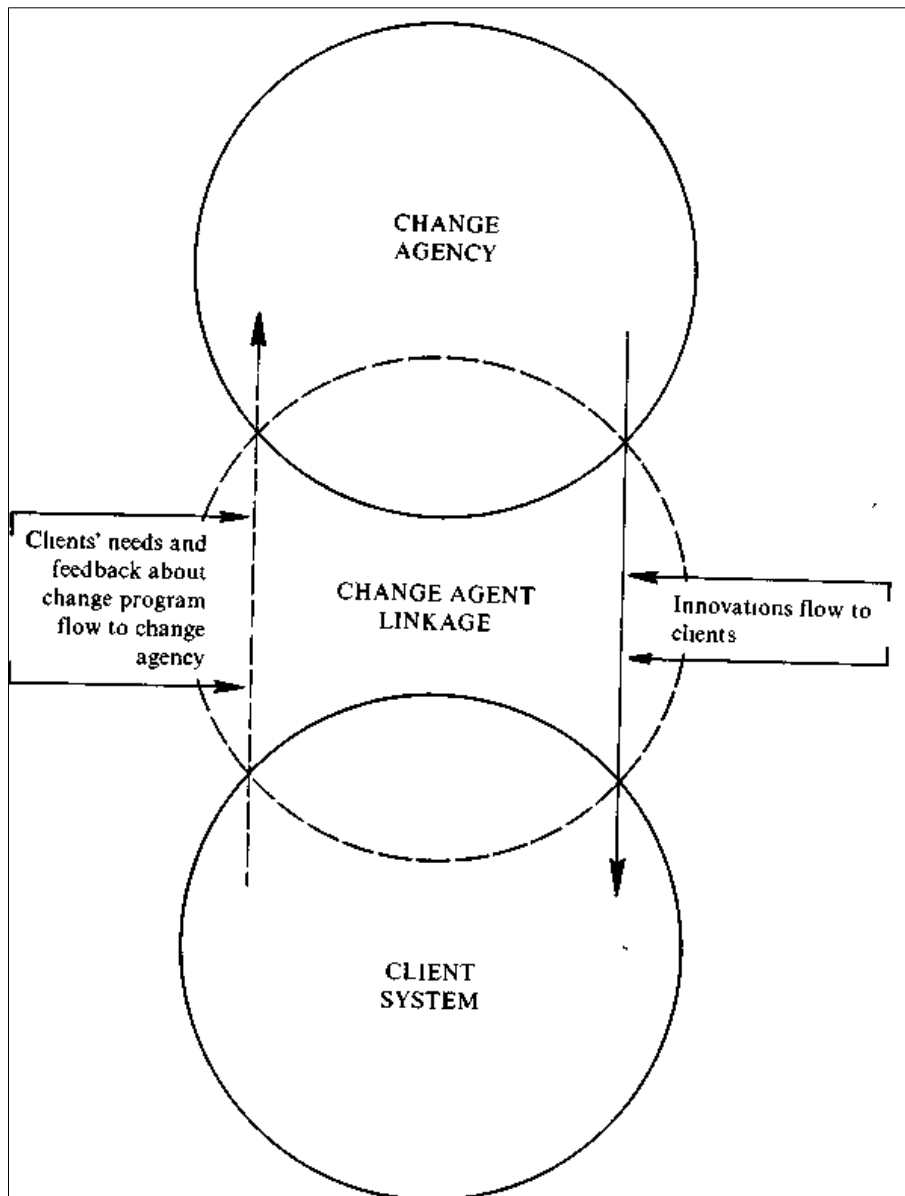 CHANGE
AGENCY
Clients' needs and
feedback about
change program
flow to change
agency
CHANGE AGENT
LINKAGE
Innovations flow to
clients
CLIENT
SYSTEM